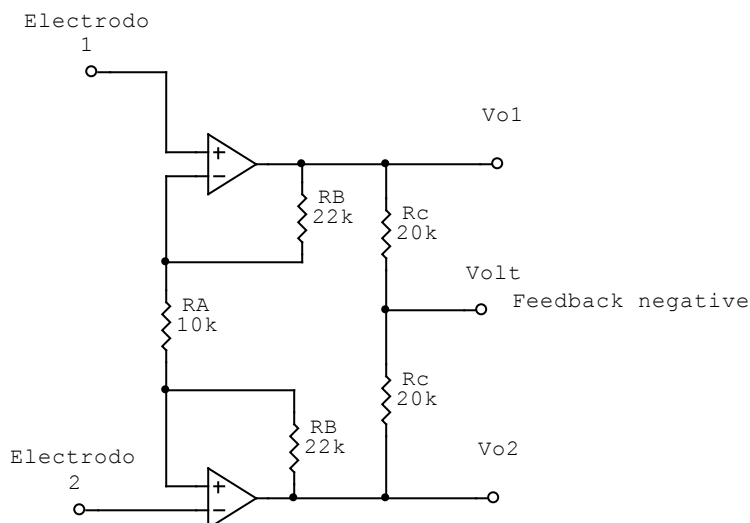 Electrodo
1
Vo1
+
−
RB
22k
Rc
20k
Volt
Feedback negative
RA
10k
Rc
20k
RB
22k
Electrodo
2
Vo2
+
−